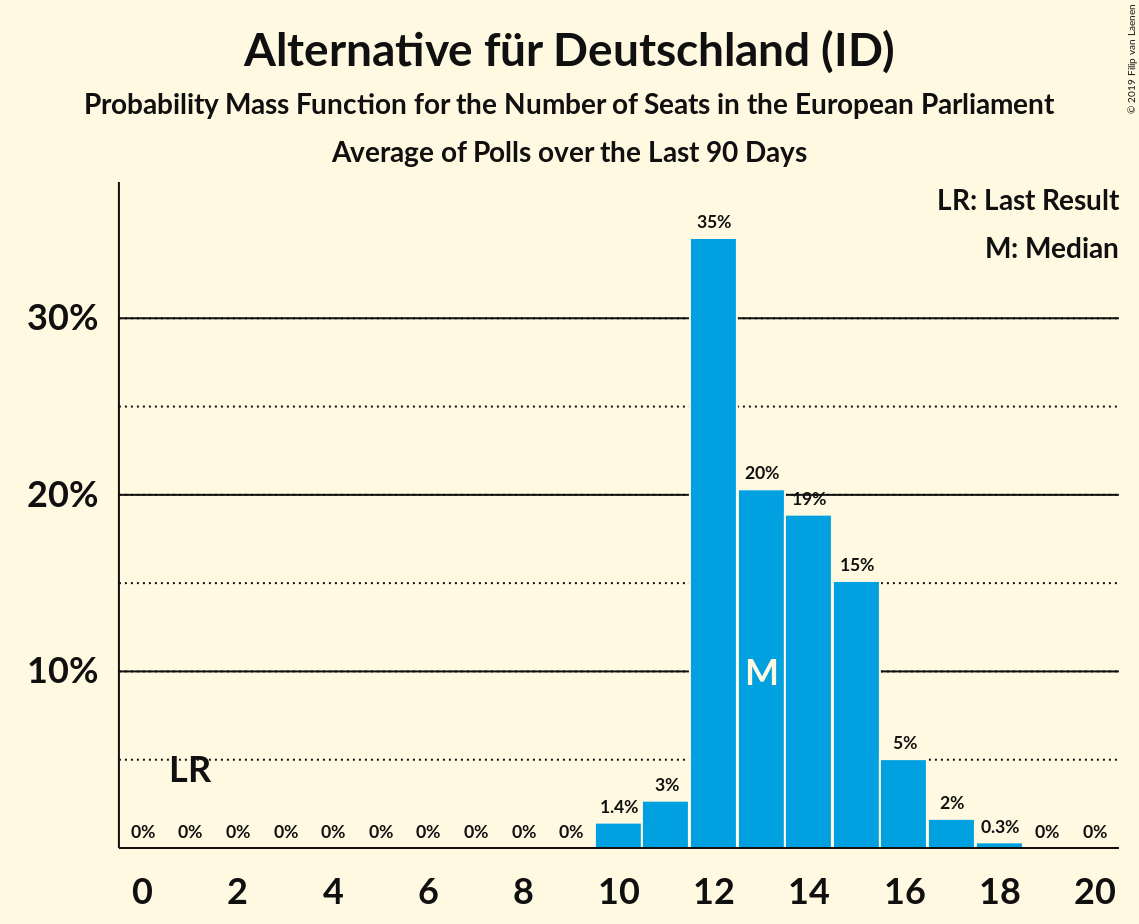 Alternative für Deutschland (ID)
Probability Mass Function for the Number of Seats in the European Parliament
Average of Polls over the Last 90 Days
© 2019 Filip van Laenen
LR: Last Result
M: Median
30%
20%
10%
35%
20%
19%
15%
M
LR
5%
3%
2%
1.4%
0.3%
0% 0% 0% 0% 0% 0% 0% 0% 0% 0% 0% 0%
0 2 4 6 8 10 12 14 16 18 20